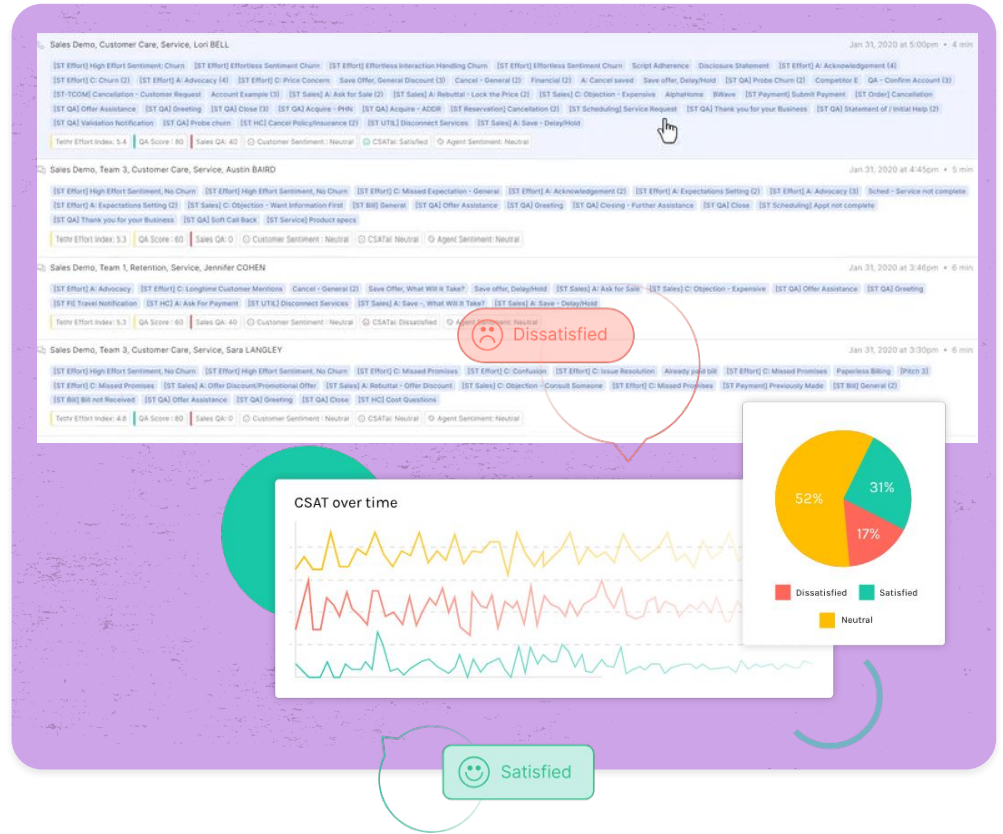 Sales Demo, Customer Care, Service, Lori BELL Jan 31, 2020 at 5:00pm • 4 min
[ST Effort] High Effort Sentiment: Churn [ST Effort] Effortless Sentiment Churn [ST Effort] Effortless Interaction Handling Churn [ST Effort] Effortless Sentiment Churn Script Adherence Disclosure Statement [ST Effort] A: Acknowledgement (4)
[ST Effort] C: Churn (2) [ST Effort] A: Advocacy (4) [ST Effort] C: Price Concern Save Offer, General Discount (3) Cancel - General (2) Financial (2) A: Cancel saved Save offer, Delay/Hold [ST QA] Probe Churn (2) Competitor E QA - Confirm Account (3)
[ST-TCOM] Cancellation - Customer Request Account Example (3) [ST Sales] A: Ask for Sale (2) [ST Sales] A: Rebuttal - Lock the Price (2) [ST Sales] C: Objection - Expensive AlphaHome BWave [ST Payment] Submit Payment [ST Order] Cancellation
[ST QA] Offer Assistance [ST QA] Greeting [ST QA] Close (3) [ST QA] Acquire - PHN [ST QA] Acquire - ADDR [ST Reservation] Cancellation (2) [ST Scheduling] Service Request [ST QA] Thank you for your Business [ST QA] Statement of / Initial Help (2)
[ST QA] Validation Notification [ST QA] Probe churn [ST HC] Cancel Policy/Insurance (2) [ST UTIL] Disconnect Services [ST Sales] A: Save - Delay/Hold
Tethr Effort Index: 5.4 QA Score : 80 Sales QA: 40 Customer Sentiment : Neutral CSATai: Satisfied Agent Sentiment: Neutral
Sales Demo, Team 3, Customer Care, Service, Austin BAIRD Jan 31, 2020 at 4:45pm • 5 min
[ST Effort] High Effort Sentiment, No Churn [ST Effort] High Effort Sentiment, No Churn [ST Effort] C: Missed Expectation - General [ST Effort] A: Acknowledgement (2) [ST Effort] A: Expectations Setting (2) [ST Effort] A: Advocacy (3) Sched - Service not complete
[ST Effort] A: Expectations Setting (2) [ST Sales] C: Objection - Want Information First [ST Bill] General [ST QA] Offer Assistance [ST QA] Greeting [ST QA] Closing - Further Assistance [ST QA] Close [ST Scheduling] Appt not complete
[ST QA] Thank you for your Business [ST QA] Soft Call Back [ST Service] Product specs
Tethr Effort Index: 5.3 QA Score : 60 Sales QA: 0 Customer Sentiment : Neutral CSATai: Neutral Agent Sentiment: Neutral
Sales Demo, Team 1, Retention, Service, Jennifer COHEN Jan 31, 2020 at 3:46pm • 6 min
[ST Effort] A: Advocacy [ST Effort] C: Longtime Customer Mentions Cancel - General (2) Save Offer, What Will It Take? Save offer, Delay/Hold [ST Sales] A: Ask for Sale [ST Sales] C: Objection - Expensive [ST QA] Offer Assistance [ST QA] Greeting
[ST FI] Travel Notification [ST HC] A: Ask For Payment [ST UTIL] Disconnect Services [ST Sales] A: Save -, What Will It Take? [ST Sales] A: Save - Delay/Hold
Tethr Effort Index: 5.3 QA Score : 60 Sales QA: 40 Customer Sentiment : Neutral CSATai: Dissatisfied Agent Sentiment: Neutral
Dissatisfied
Sales Demo, Team 3, Customer Care, Service, Sara LANGLEY Jan 31, 2020 at 3:30pm • 6 min
[ST Effort] High Effort Sentiment, No Churn [ST Effort] High Effort Sentiment, No Churn [ST Effort] C: Missed Promises [ST Effort] C: Confusion [ST Effort] C: Issue Resolution Already paid bill [ST Effort] C: Missed Promises Paperless Billing [Pitch 3]
[ST Effort] C: Missed Promises [ST Sales] A: Offer Discount/Promotional Offer [ST Sales] A: Rebuttal - Offer Discount [ST Sales] C: Objection - Consult Someone [ST Effort] C: Missed Promises [ST Payment] Previously Made [ST Bill] General (2)
[ST Bill] Bill not Received [ST QA] Offer Assistance [ST QA] Greeting [ST QA] Close [ST HC] Cost Questions
Tethr Effort Index: 4.8 QA Score : 80 Sales QA: 0 Customer Sentiment : Neutral CSATai: Neutral Agent Sentiment: Neutral
CSAT over time
52%
31%
17%
Dissatisfied Satisfied
Neutral
Satisfied